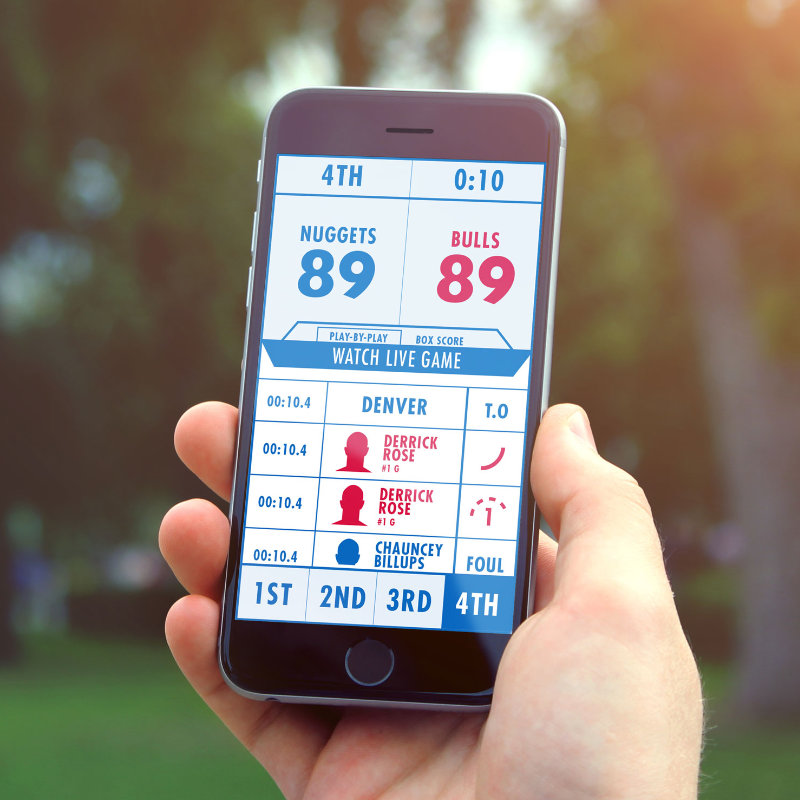 4TH 0:10
NUGGETS BULLS
89 89
PLAY-BY-PLAY BOX SCORE
WATCH LIVE GAME
00:10.4 DENVER T.O
00:10.4 DERRICK
ROSE
#1 G
00:10.4 DERRICK
ROSE 1
#1 G
00:10.4 CHAUNCEY
BILLUPS FOUL
1ST 2ND 3RD 4TH